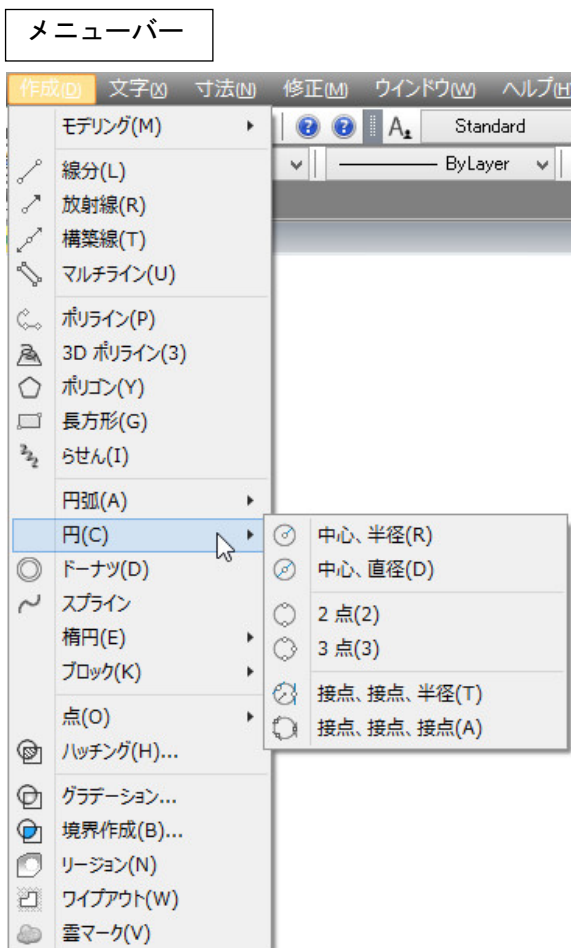 メニューバー
作成(D) 文字(X) 寸法(N) 修正(M) ウインドウ(W) ヘルプ(H)
モデリング(M)
Standard
線分(L)
ByLayer
放射線(R)
構築線(T)
マルチライン(U)
ポリライン(P)
3D ポリライン(3)
ポリゴン(Y)
長方形(G)
らせん(I)
円弧(A)
円(C)
中心、半径(R)
ドーナツ(D)
中心、直径(D)
スプライン
2 点(2)
楕円(E)
3 点(3)
ブロック(K)
接点、接点、半径(T)
点(O)
接点、接点、接点(A)
ハッチング(H)...
グラデーション...
境界作成(B)...
リージョン(N)
ワイプアウト(W)
雲マーク(V)